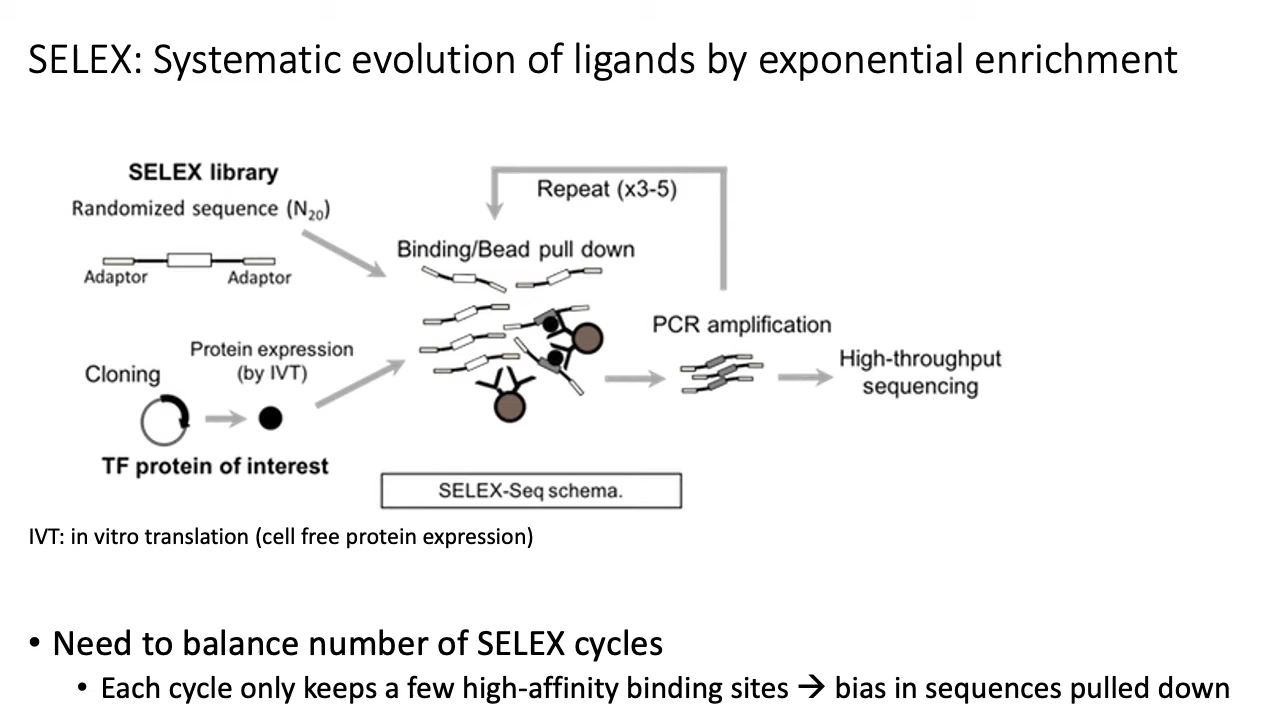 SELEX: Systematic evolution of ligands by exponential enrichment
SELEX library
Randomized sequence (N₂₀)
Adaptor
Adaptor
Repeat (x3-5)
Binding/Bead pull down
Cloning
Protein expression
(by IVT)
TF protein of interest
PCR amplification
High-throughput
sequencing
SELEX-Seq schema.
IVT: in vitro translation (cell free protein expression)
• Need to balance number of SELEX cycles
• Each cycle only keeps a few high-affinity binding sites → bias in sequences pulled down